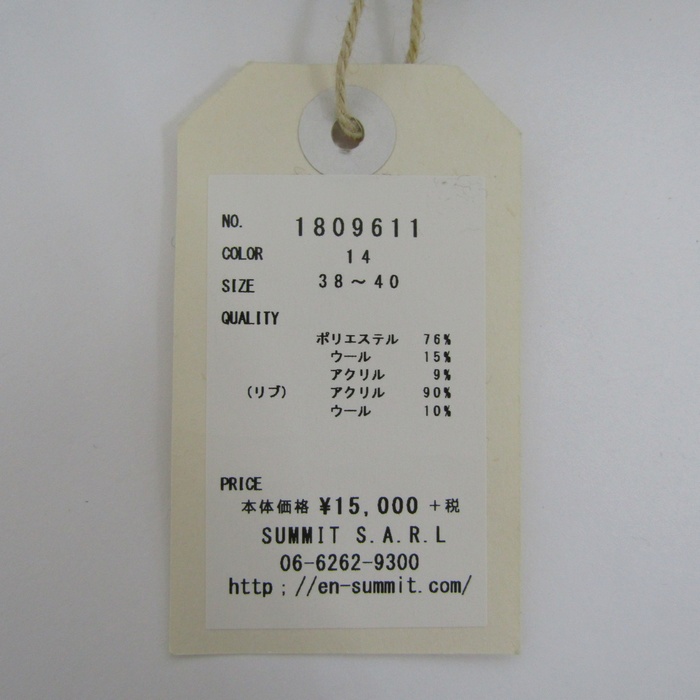 NO. 1809611
COLOR 14
SIZE 38～40
QUALITY
ポリエステル 76%
ウール 15%
アクリル 9%
(リブ) アクリル 90%
ウール 10%
PRICE
本体価格 ¥15,000 +税
SUMMIT S.A.R.L
06-6262-9300
http;//en-summit.com/